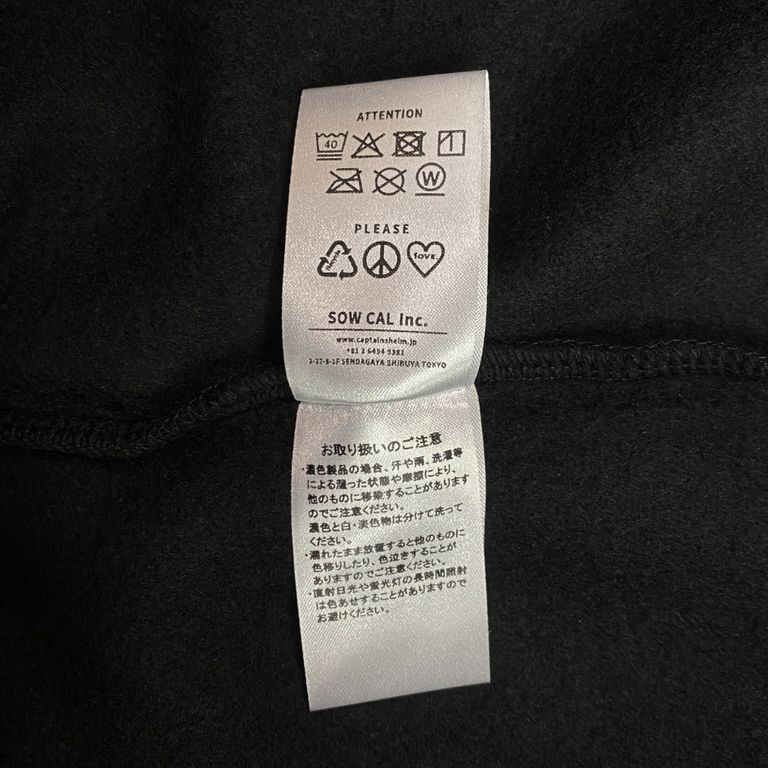 ATTENTION
40
W
PLEASE
love.
SOW CAL Inc.
www.captainshelm.jp
+81 3 6434 9381
2-37-8-1F SENDAGAYA SHIBUYA TOKYO
お取り扱いのご注意
・濃色製品の場合、汗や雨、洗濯等
による湿った状態や摩擦により、
他のものに移染することがあります
のでご注意ください。
濃色と白・淡色物は分けて洗って
ください。
・濡れたまま放置すると他のものに
色移りしたり、色泣きすることが
ありますのでご注意ください。
・直射日光や蛍光灯の長時間照射
は色あせすることがありますので
お避けください。